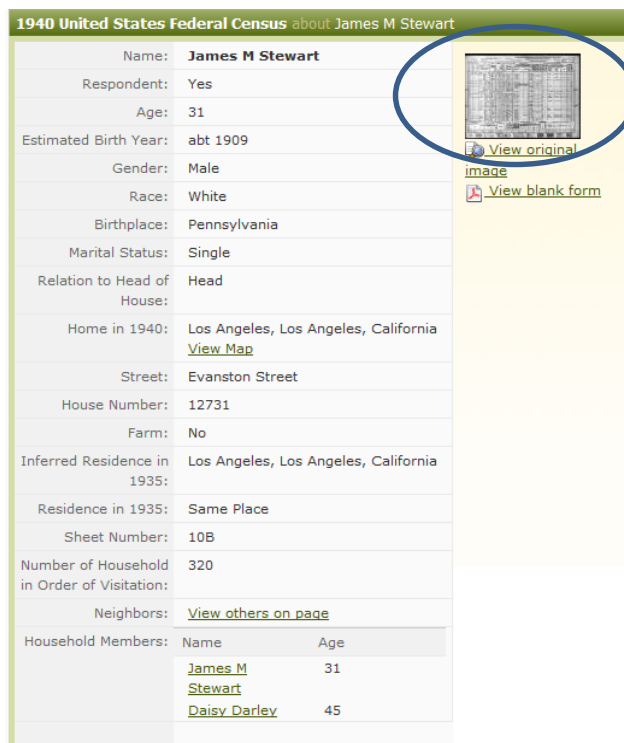 1940 United States Federal Census about James M Stewart
Name: James M Stewart
Respondent: Yes
Age: 31
Estimated Birth Year: abt 1909
Gender: Male
Race: White
Birthplace: Pennsylvania
Marital Status: Single
Relation to Head of House: Head
Home in 1940: Los Angeles, Los Angeles, California
View Map
Street: Evanston Street
House Number: 12731
Farm: No
Inferred Residence in 1935: Los Angeles, Los Angeles, California
Residence in 1935: Same Place
Sheet Number: 10B
Number of Household in Order of Visitation: 320
Neighbors: View others on page
Household Members: Name Age
James M Stewart 31
Daisy Darley 45
View original
image
View blank form